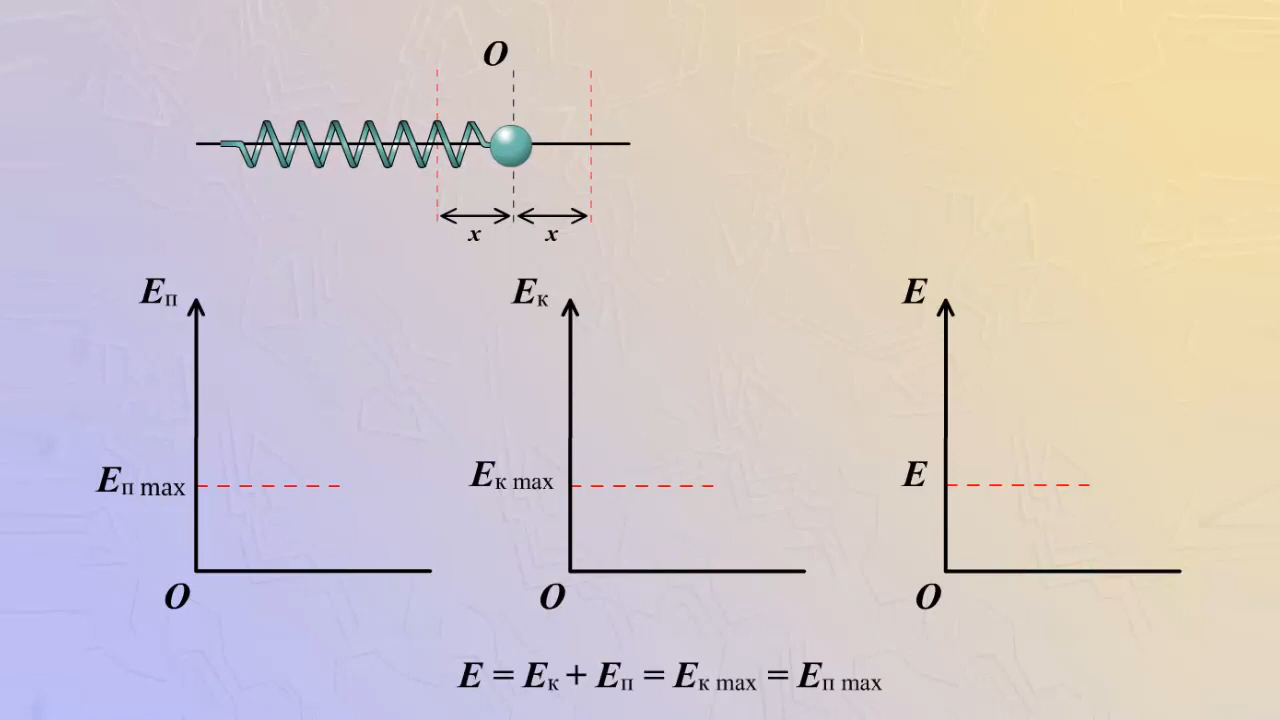 O
x x
Eп Eк E
Eп max Eк max E
O O O
E = Eк + Eп = Eк max = Eп max